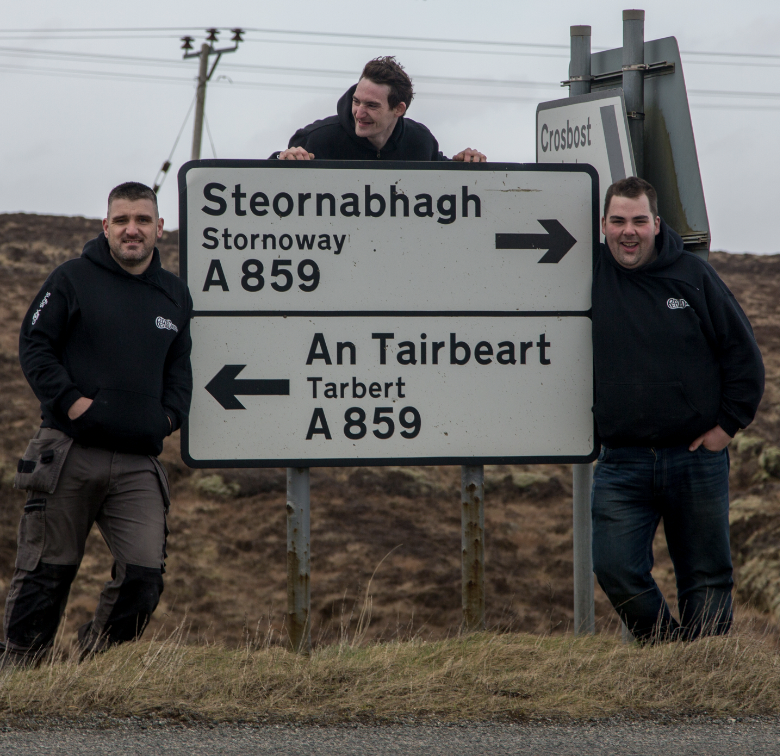 Steornabhagh
Stornoway
A 859
An Tairbeart
Tarbert
A 859
Crosbost